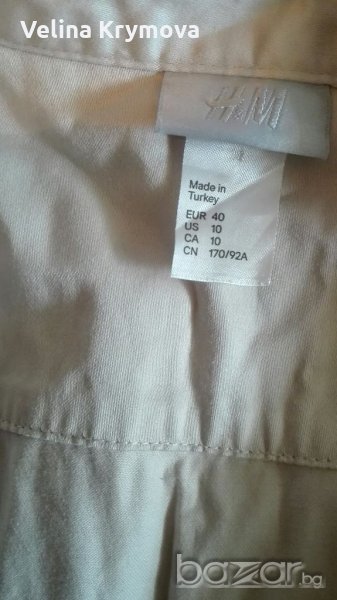 Velina Krymova
H&M
Made in
Turkey
EUR 40
US 10
CA 10
CN 170/92A
bazar.bg